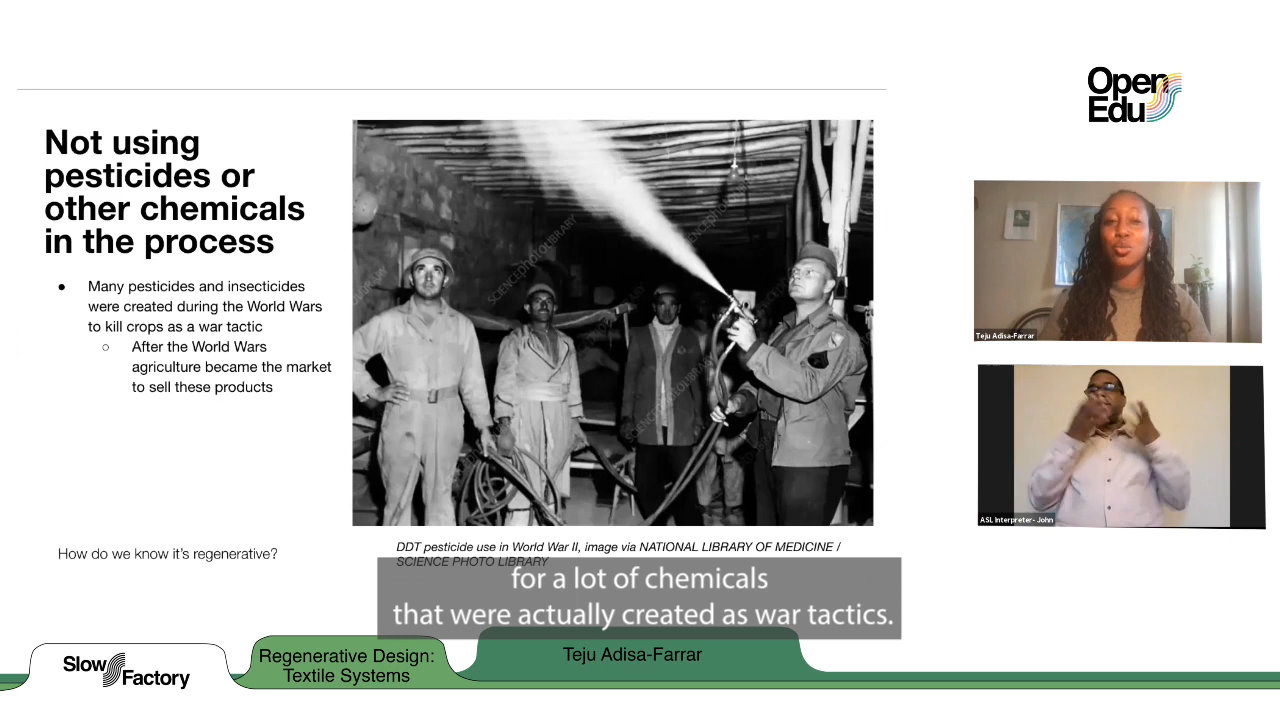 Open
Edu
Not using
pesticides or
other chemicals
in the process
● Many pesticides and insecticides
were created during the World Wars
to kill crops as a war tactic
○ After the World Wars
agriculture became the market
to sell these products
SCIENCEPHOTOLIBRARY
Teju Adisa-Farrar
ASL Interpreter- John
How do we know it's regenerative?
DDT pesticide use in World War II, image via NATIONAL LIBRARY OF MEDICINE /
SCIENCE PHOTO LIBRARY
for a lot of chemicals
that were actually created as war tactics.
Slow
Factory
Regenerative Design:
Textile Systems
Teju Adisa-Farrar